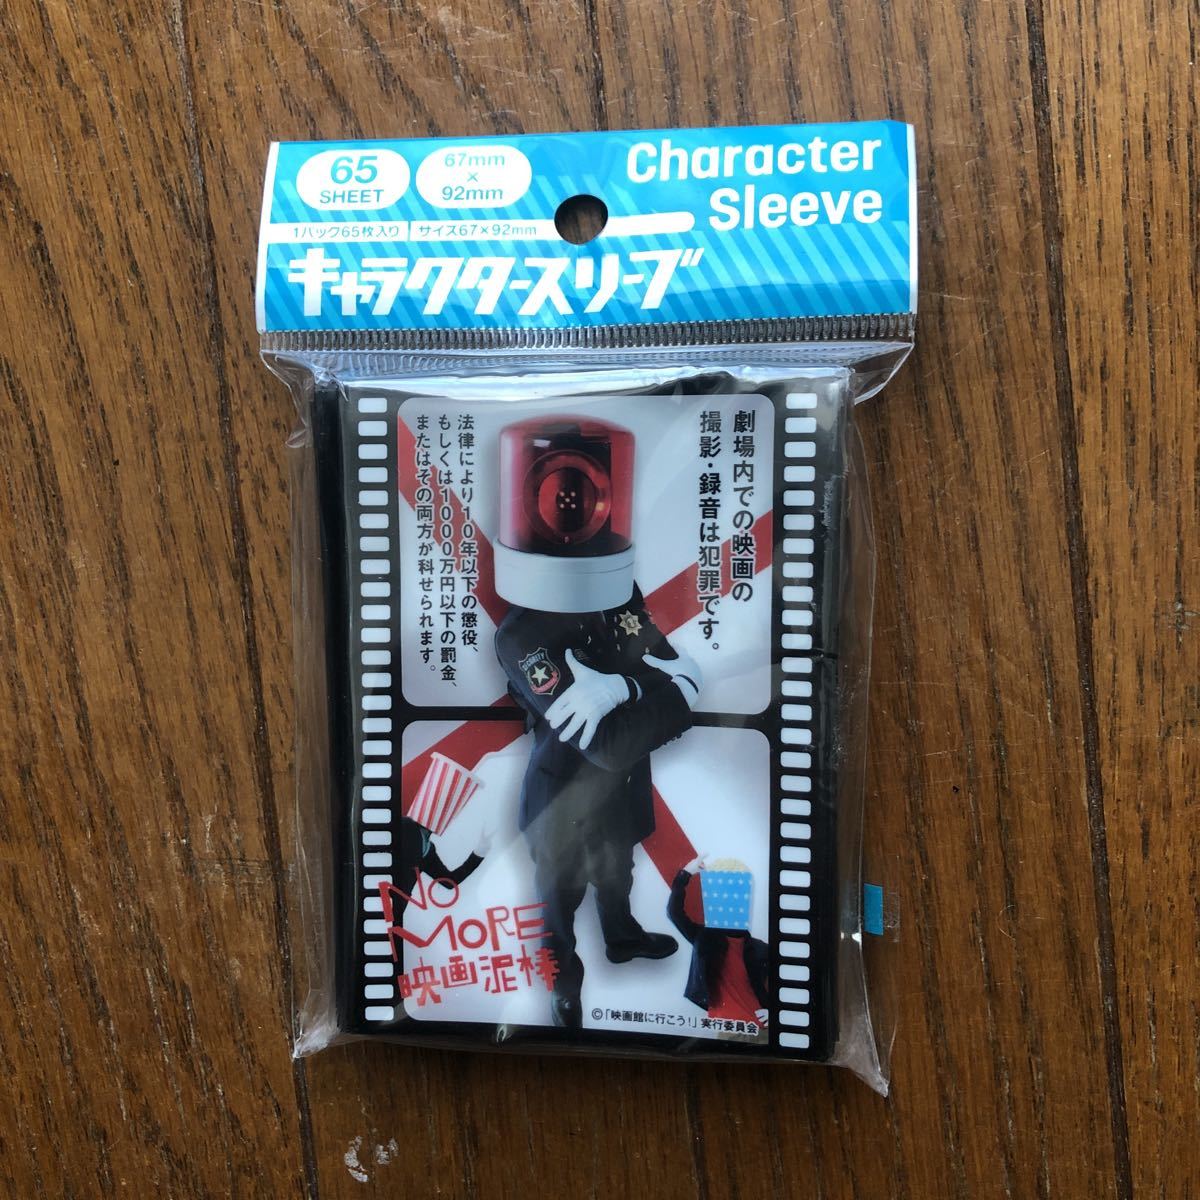 65
SHEET
67mm
×
92mm
Character
Sleeve
1パック65枚入り
サイズ67×92mm
キャラクタースリーブ
劇場内での映画の
撮影・録音は犯罪です。
法律により10年以下の懲役、
もしくは1000万円以下の罰金、
またはその両方が科せられます。
SECURITY
NO
MORE
映画泥棒
©「映画館に行こう!」実行委員会